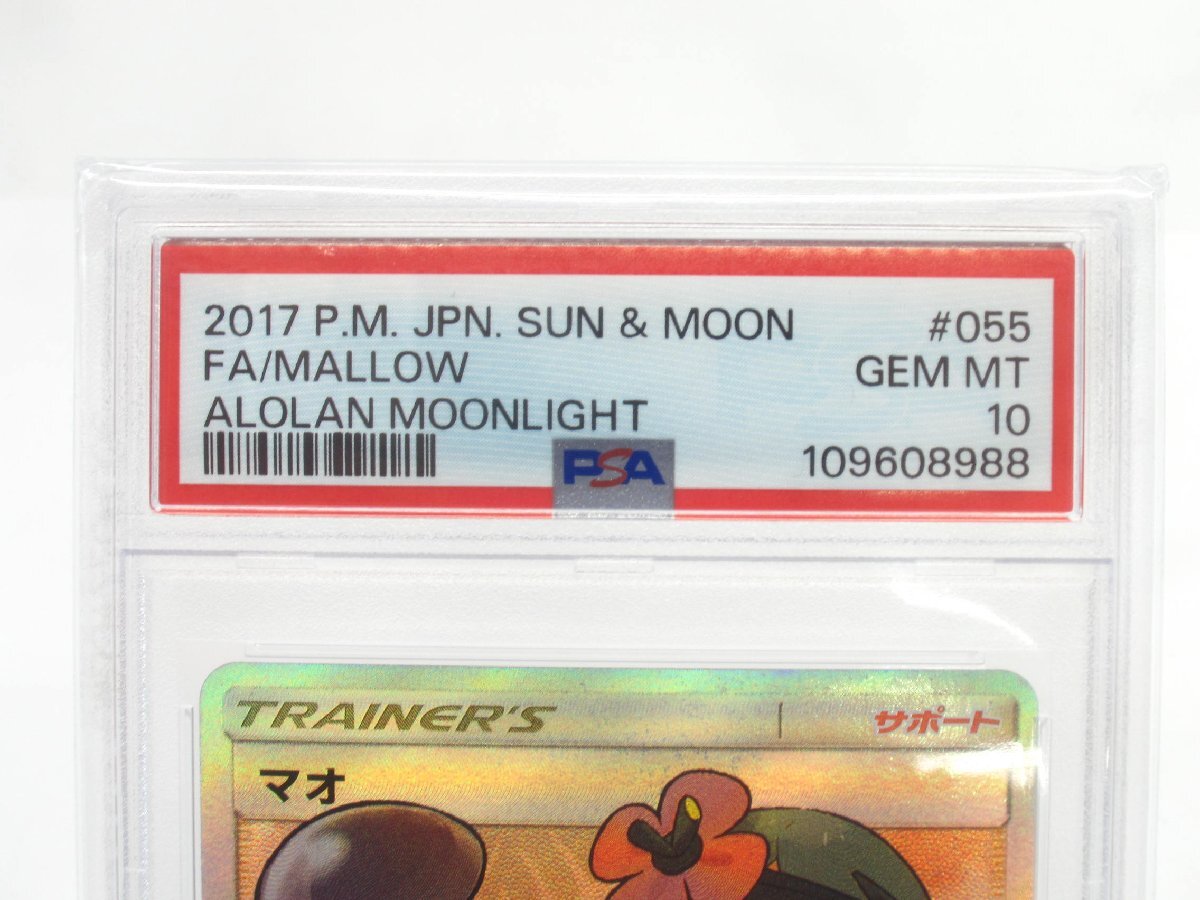 2017 P.M. JPN. SUN & MOON #055
FA/MALLOW GEM MT
ALOLAN MOONLIGHT 10
PSA 109608988
TRAINER'S サポート
マオ